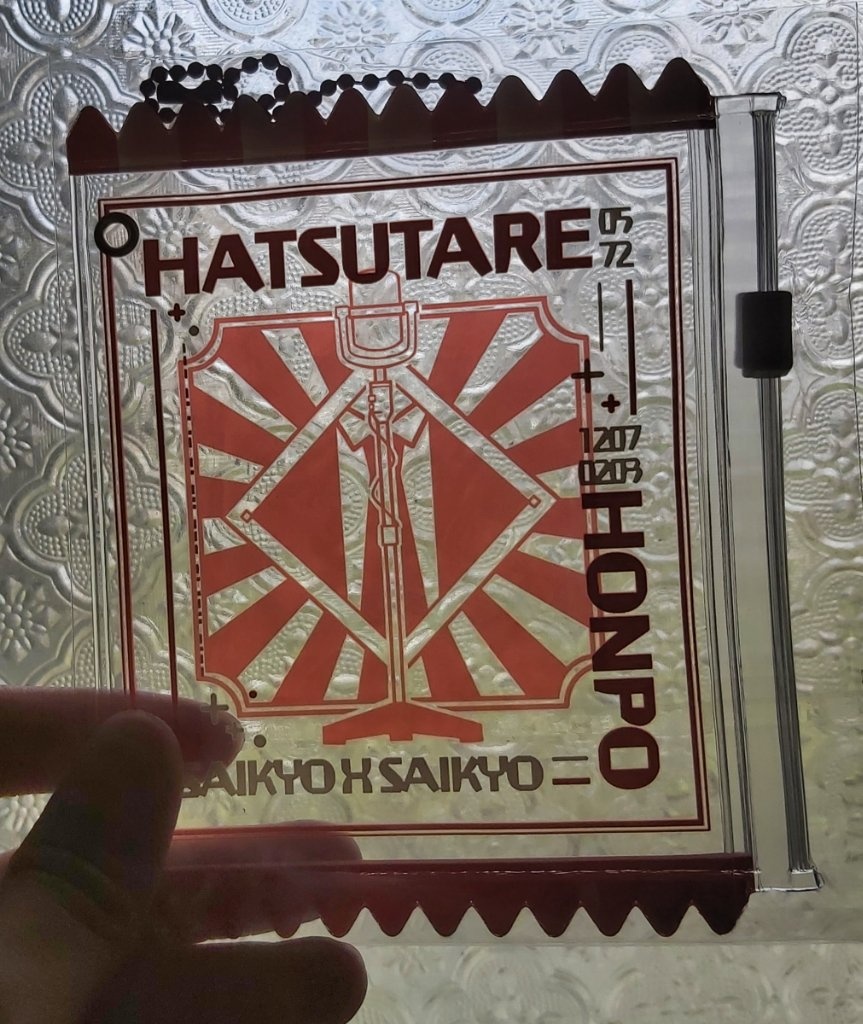 HATSUTARE
05
72
1207
0203
HONPO
SAIKYO X SAIKYO